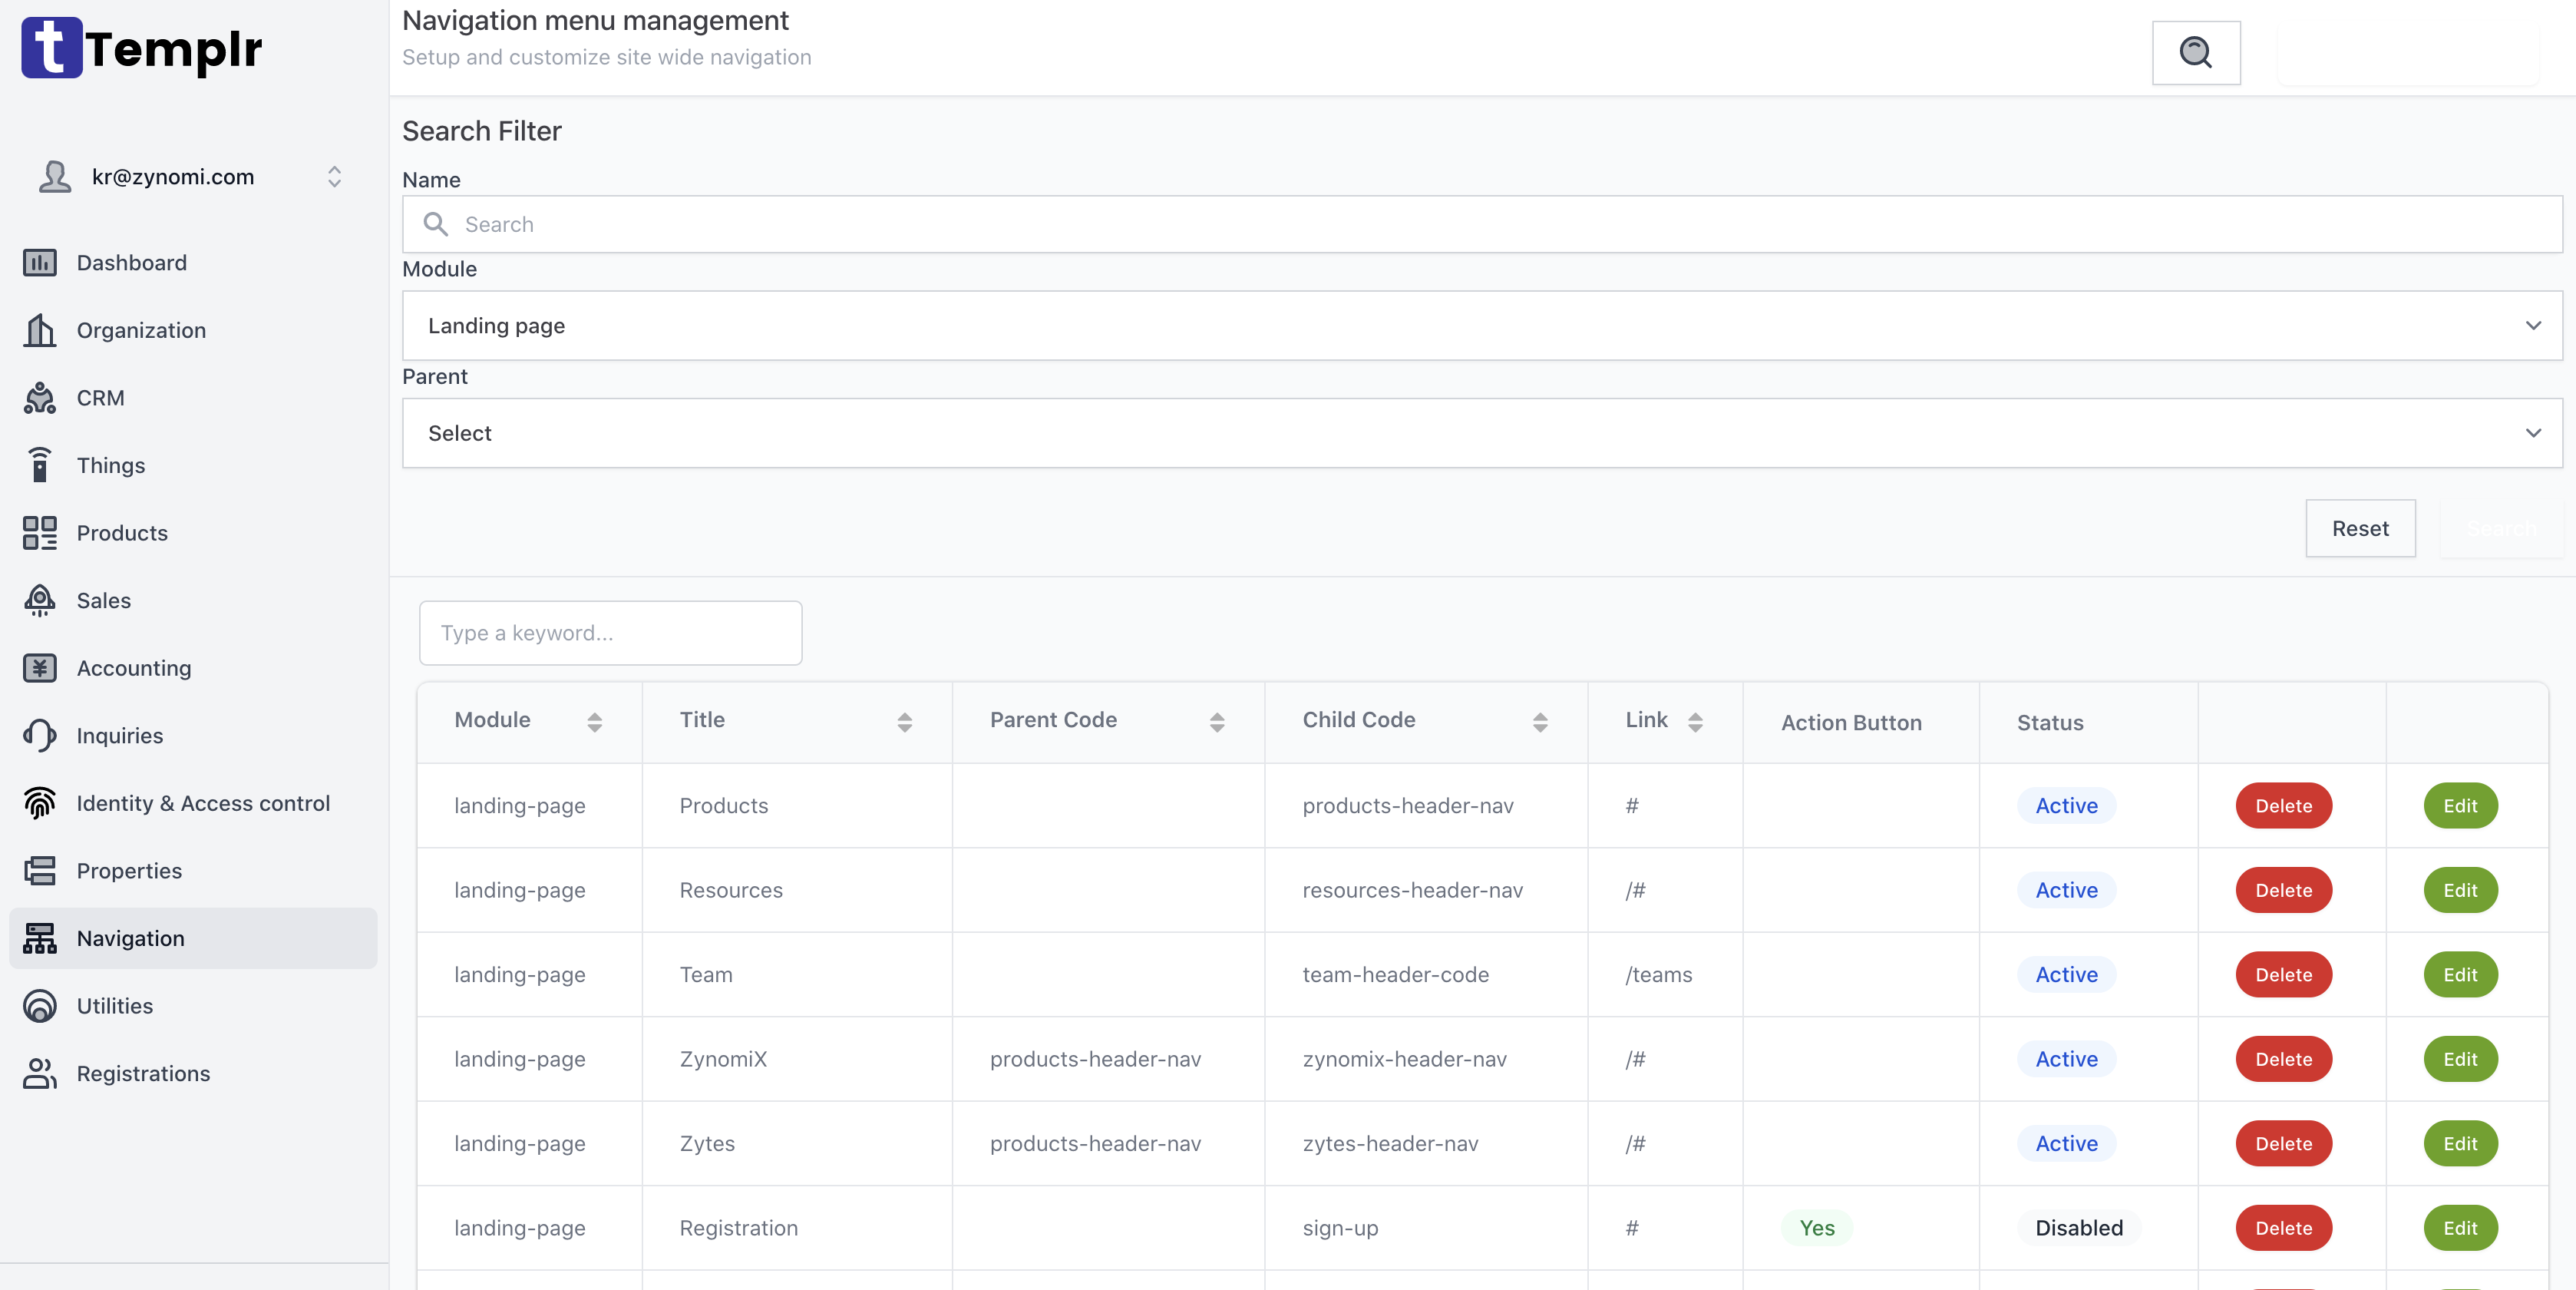 Templr
kr@zynomi.com
Dashboard
Organization
CRM
Things
Products
Sales
Accounting
Inquiries
Identity & Access control
Properties
Navigation
Utilities
Registrations
Navigation menu management
Setup and customize site wide navigation
Search Filter
Name
Search
Module
Landing page
Parent
Select
Reset Search
Type a keyword...
Module Title Parent Code Child Code Link Action Button Status
landing-page Products products-header-nav # Active Delete Edit
landing-page Resources resources-header-nav /# Active Delete Edit
landing-page Team team-header-code /teams Active Delete Edit
landing-page ZynomiX products-header-nav zynomix-header-nav /# Active Delete Edit
landing-page Zytes products-header-nav zytes-header-nav /# Active Delete Edit
landing-page Registration sign-up # Yes Disabled Delete Edit